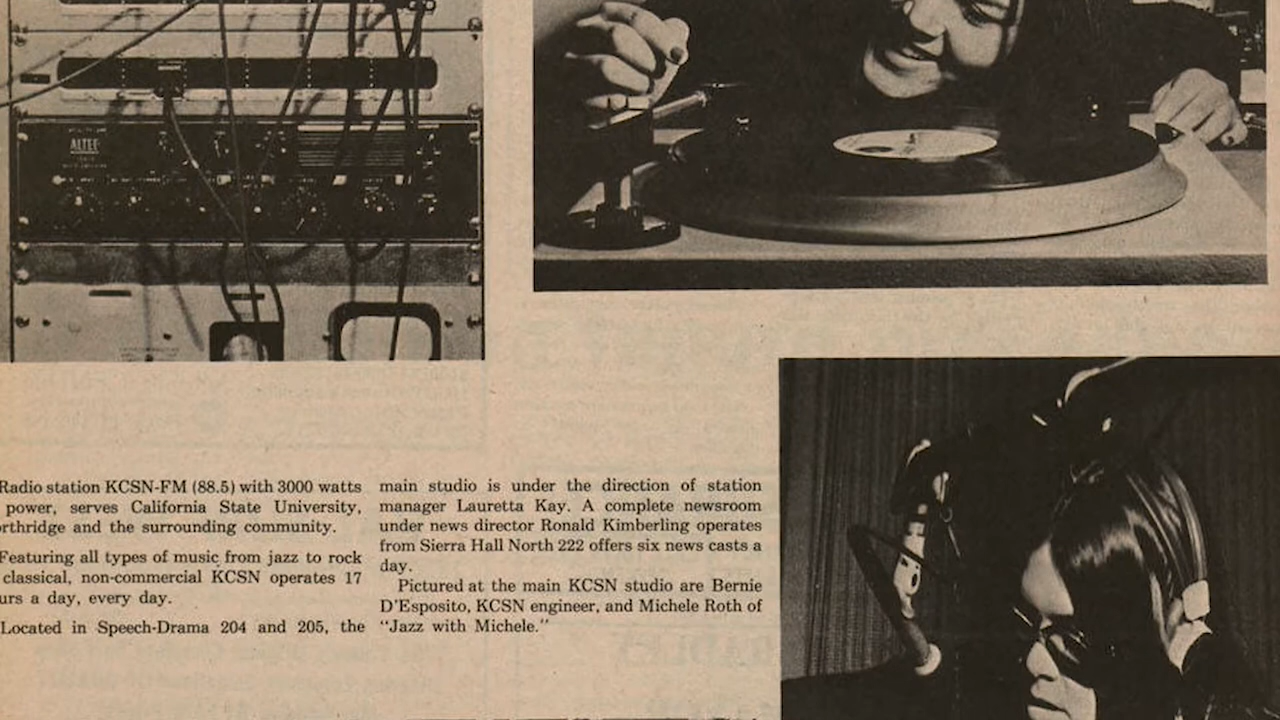 ALTEC
Radio station KCSN-FM (88.5) with 3000 watts
power, serves California State University,
rthridge and the surrounding community.
Featuring all types of music from jazz to rock
classical, non-commercial KCSN operates 17
urs a day, every day.
Located in Speech-Drama 204 and 205, the
main studio is under the direction of station
manager Lauretta Kay. A complete newsroom
under news director Ronald Kimberling operates
from Sierra Hall North 222 offers six news casts a
day.
Pictured at the main KCSN studio are Bernie
D'Esposito, KCSN engineer, and Michele Roth of
"Jazz with Michele."